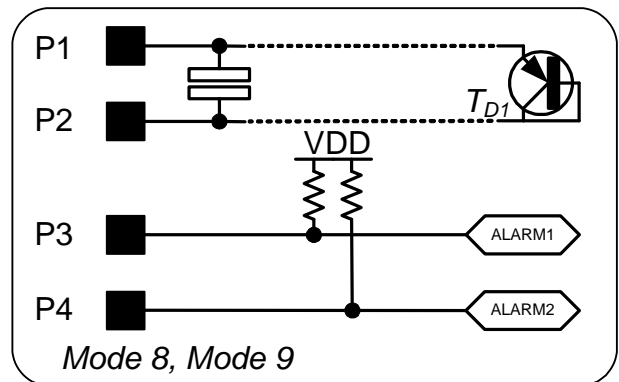 P1
P2
T_D1
VDD
P3
ALARM1
P4
ALARM2
Mode 8, Mode 9